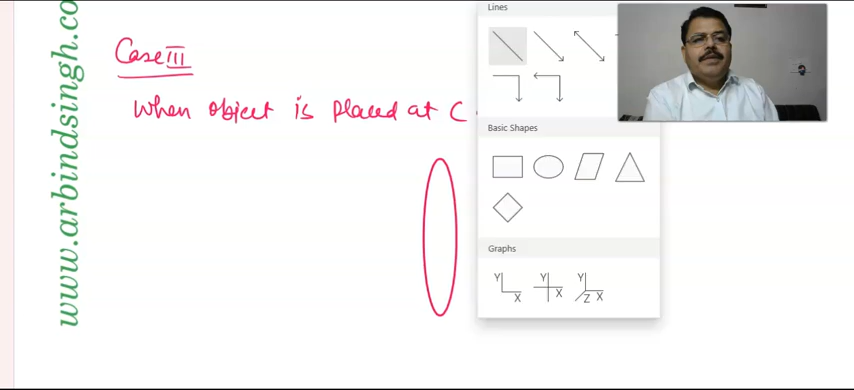 www.arbindsingh.co
Case III
When object is placed at C
Lines
Basic Shapes
Graphs
Y
X
Y
X
Y
Z X